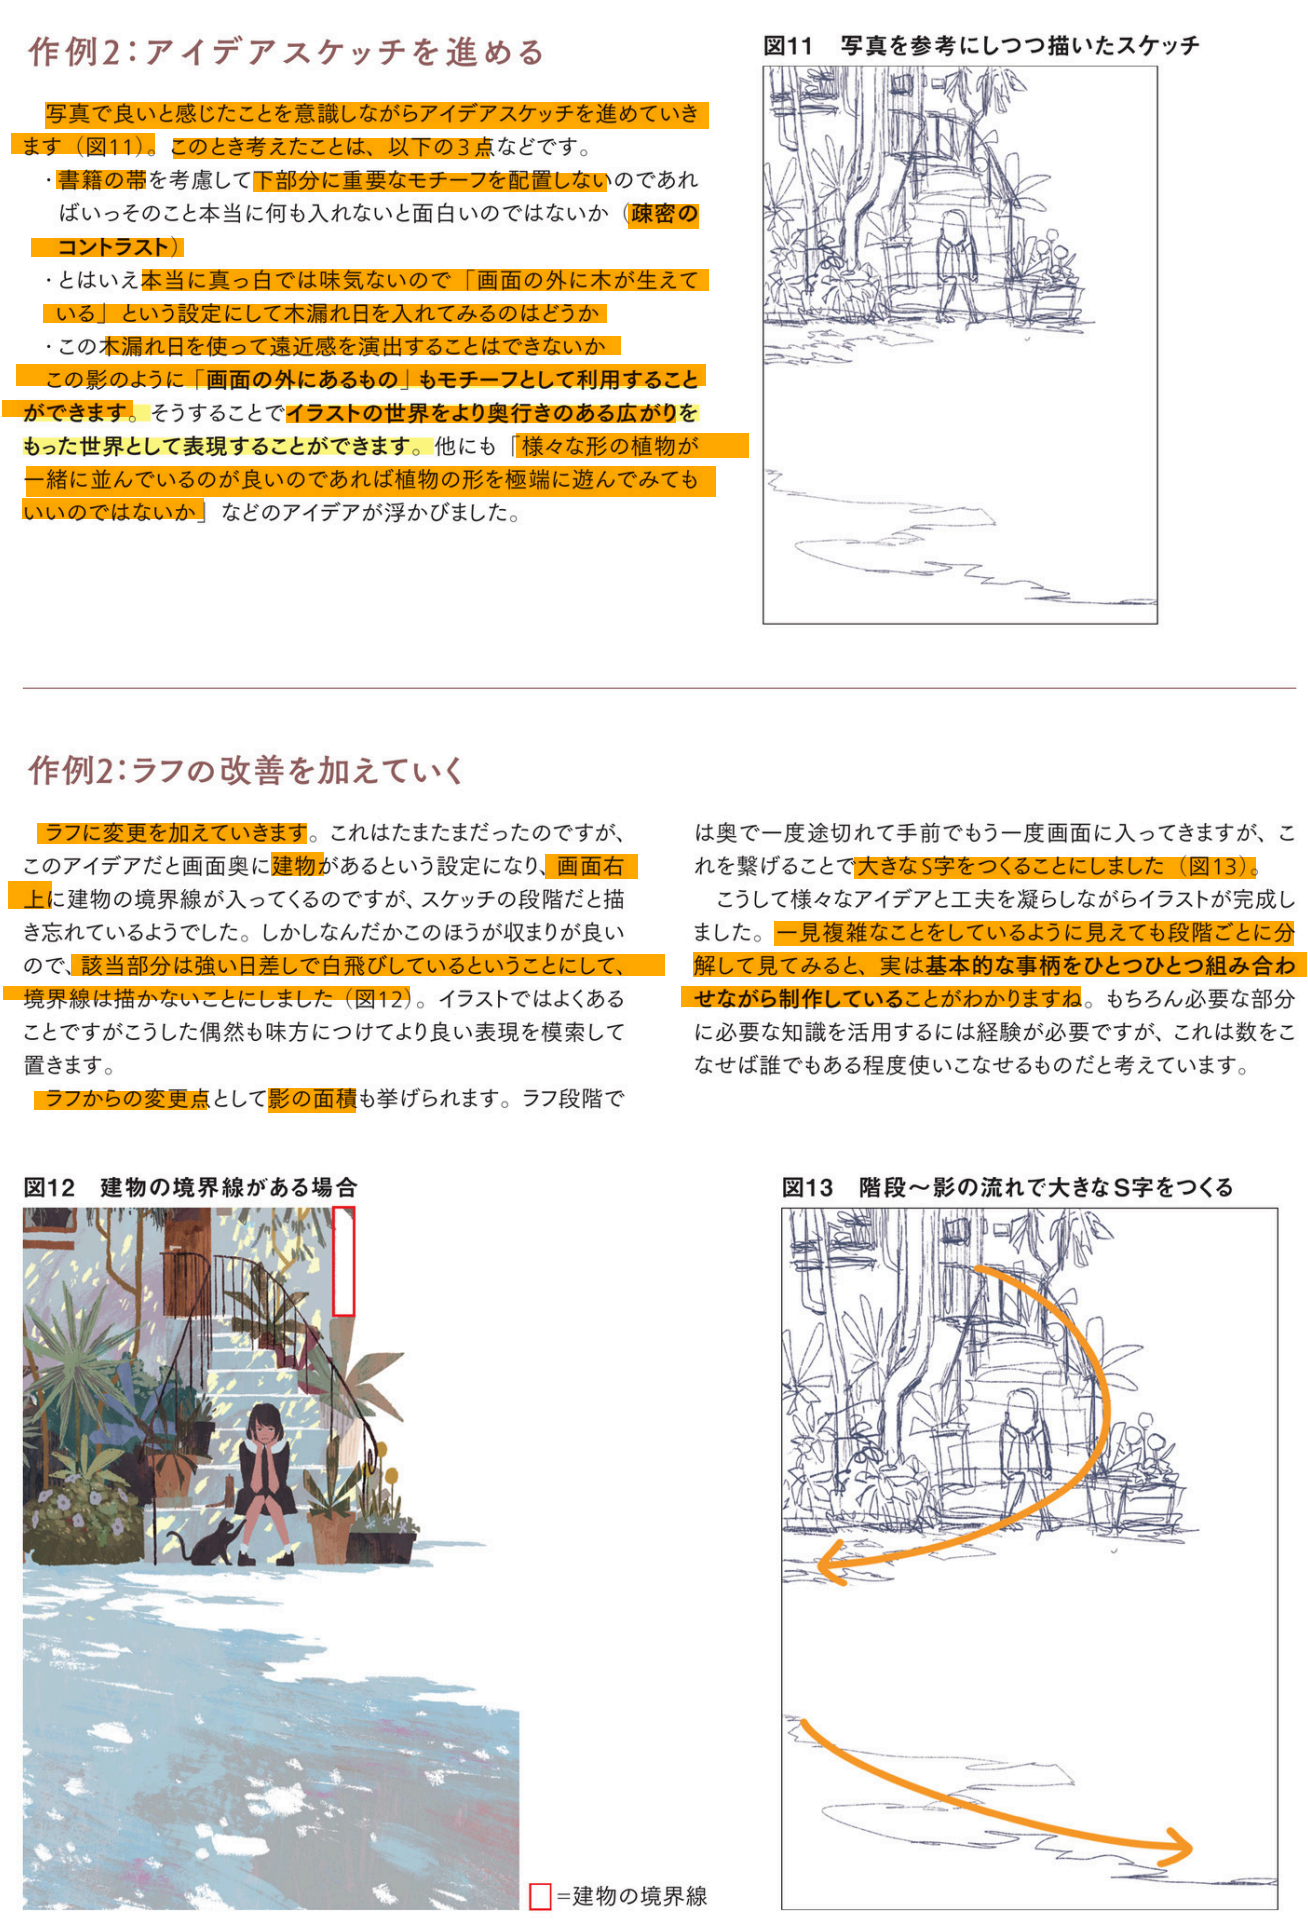 作例2：アイデアスケッチを進める
写真で良いと感じたことを意識しながらアイデアスケッチを進めていき
ます（図11）。このとき考えたことは、以下の3点などです。
・書籍の帯を考慮して下部分に重要なモチーフを配置しないのであれ
ばいっそのこと本当に何も入れないと面白いのではないか（疎密の
コントラスト）
・とはいえ本当に真っ白では味気ないので「画面の外に木が生えて
いる」という設定にして木漏れ日を入れてみるのはどうか
・この木漏れ日を使って遠近感を演出することはできないか
この影のように「画面の外にあるもの」もモチーフとして利用すること
ができます。そうすることでイラストの世界をより奥行きのある広がりを
もった世界として表現することができます。他にも「様々な形の植物が
一緒に並んでいるのが良いのであれば植物の形を極端に遊んでみても
いいのではないか」などのアイデアが浮かびました。
図11　写真を参考にしつつ描いたスケッチ
作例2：ラフの改善を加えていく
ラフに変更を加えていきます。これはたまたまだったのですが、
このアイデアだと画面奥に建物があるという設定になり、画面右
上に建物の境界線が入ってくるのですが、スケッチの段階だと描
き忘れているようでした。しかしなんだかこのほうが収まりが良い
ので、該当部分は強い日差しで白飛びしているということにして、
境界線は描かないことにしました（図12）。イラストではよくある
ことですがこうした偶然も味方につけてより良い表現を模索して
置きます。
ラフからの変更点として影の面積も挙げられます。ラフ段階で
は奥で一度途切れて手前でもう一度画面に入ってきますが、こ
れを繋げることで大きなS字をつくることにしました（図13）。
こうして様々なアイデアと工夫を凝らしながらイラストが完成し
ました。一見複雑なことをしているように見えても段階ごとに分
解して見てみると、実は基本的な事柄をひとつひとつ組み合わ
せながら制作していることがわかりますね。もちろん必要な部分
に必要な知識を活用するには経験が必要ですが、これは数をこ
なせば誰でもある程度使いこなせるものだと考えています。
図12　建物の境界線がある場合
=建物の境界線
図13　階段〜影の流れで大きなS字をつくる